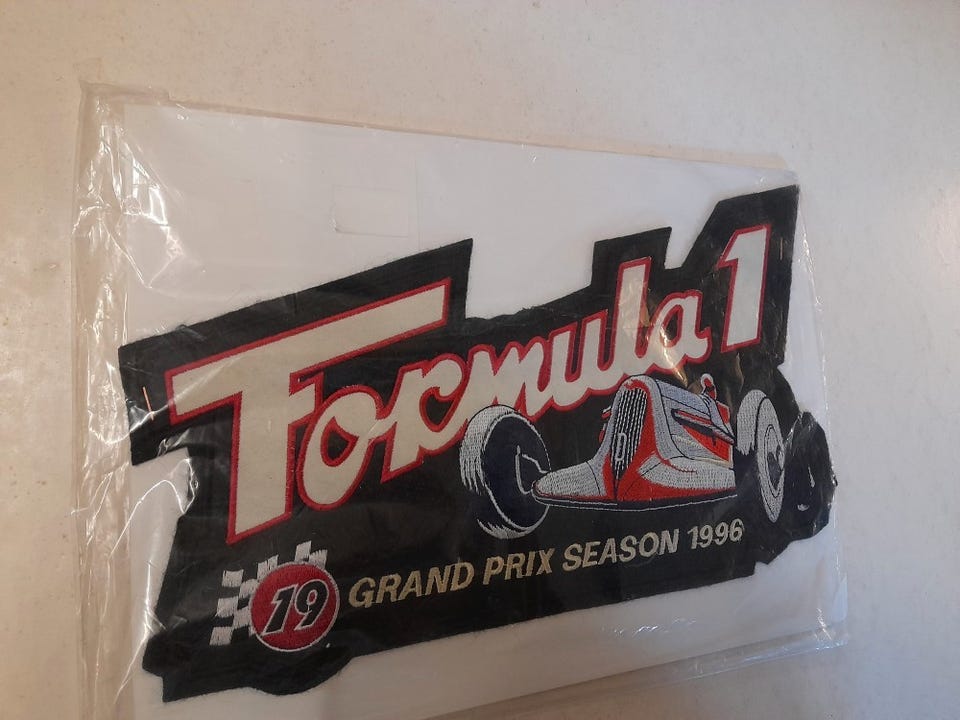 Formula 1
19 GRAND PRIX SEASON 1996